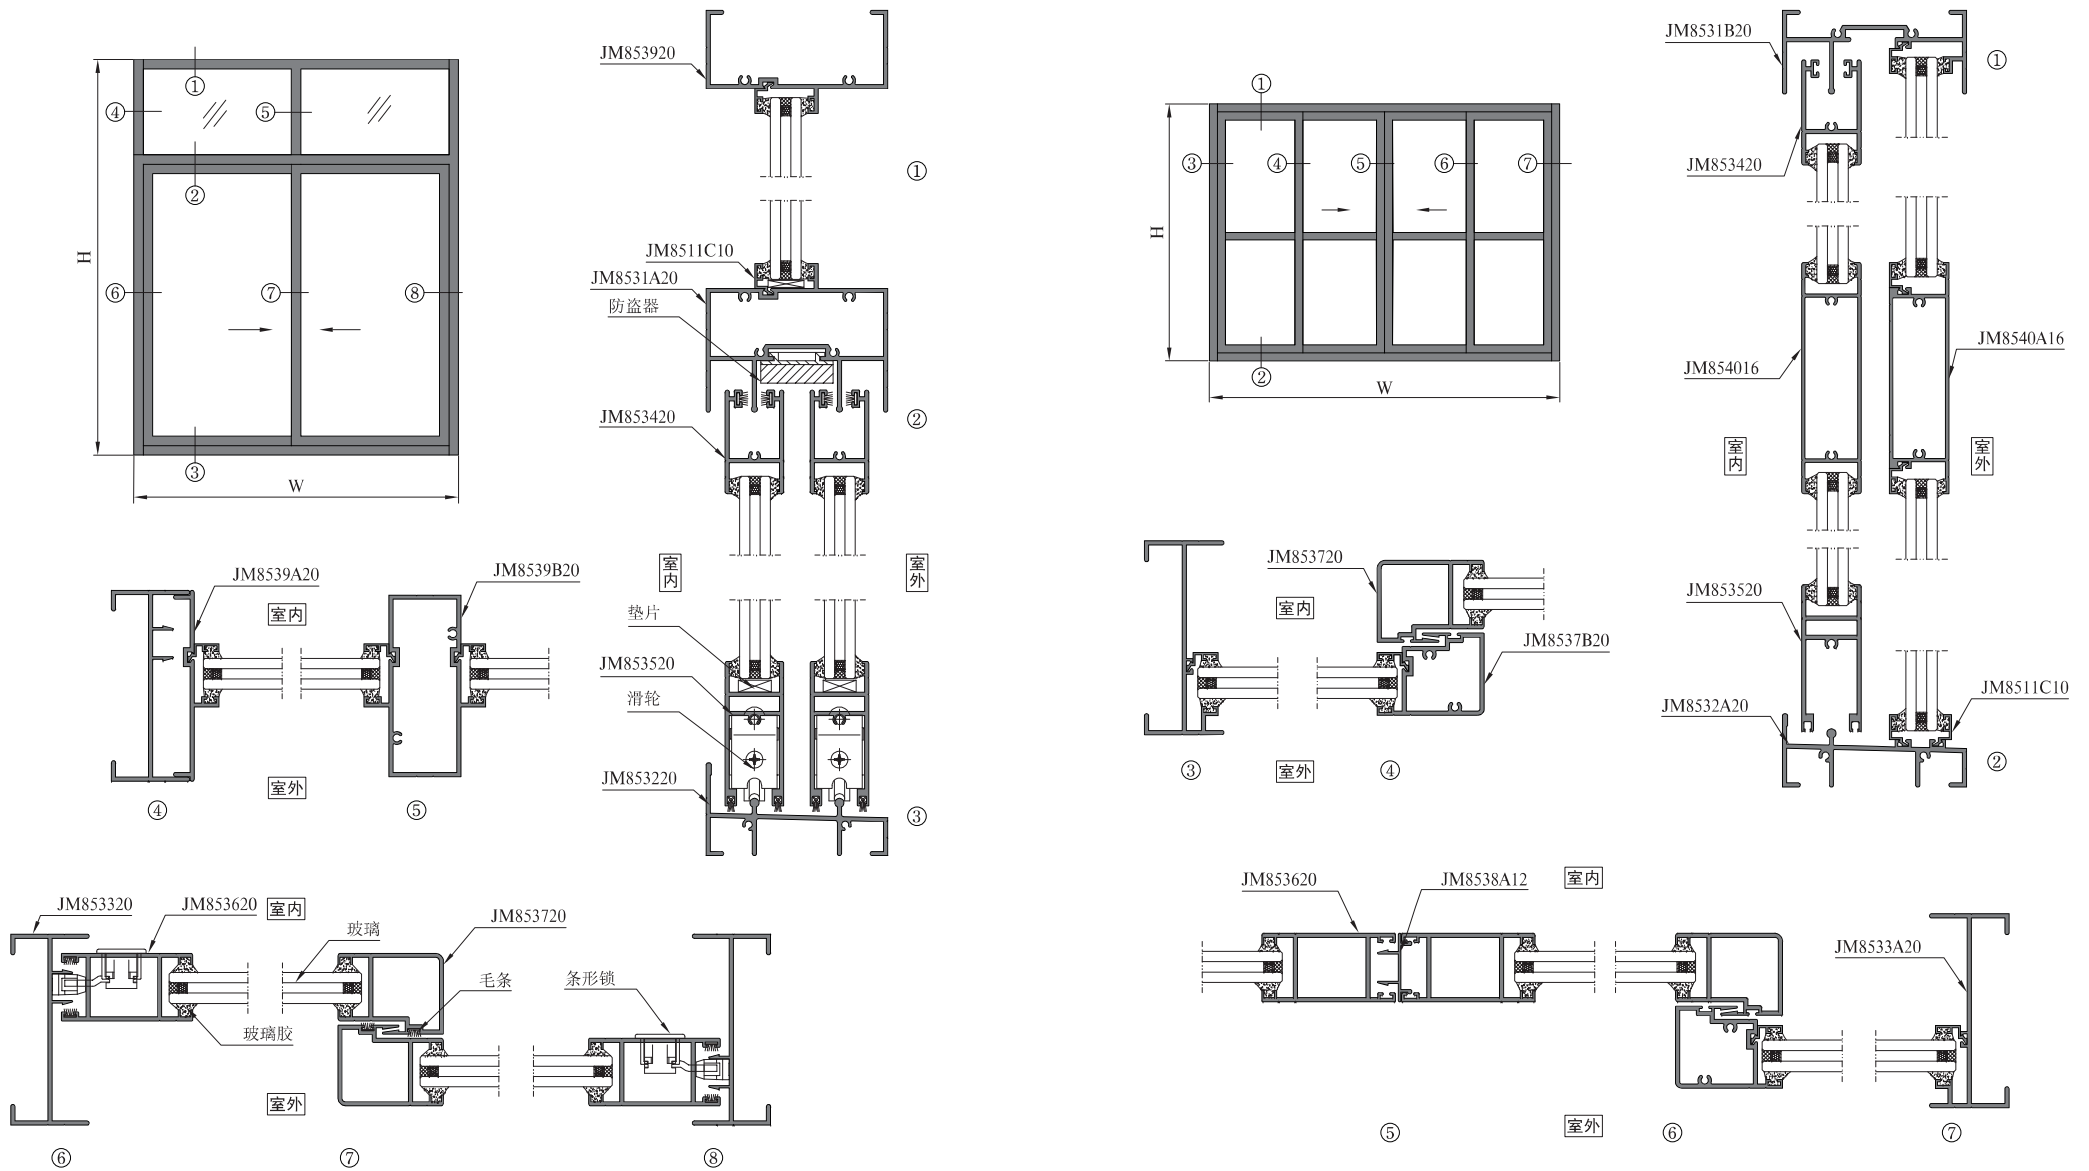 ①
④
⑤
②
H
⑥
⑦
⑧
③
W
JM853920
①
JM8511C10
JM8531A20
防盗器
JM853420
②
室内
室外
垫片
JM853520
滑轮
JM853220
③
JM8539A20
室内
JM8539B20
室外
④
⑤
JM853320
JM853620
室内
玻璃
JM853720
毛条
条形锁
玻璃胶
室外
⑥
⑦
⑧
①
③
④
⑤
⑥
⑦
H
②
W
JM8531B20
①
JM853420
JM8540A16
JM854016
室内
室外
JM853520
JM8511C10
JM8532A20
②
JM853720
室内
JM8537B20
③
室外
④
JM853620
JM8538A12
室内
JM8533A20
⑤
室外
⑥
⑦